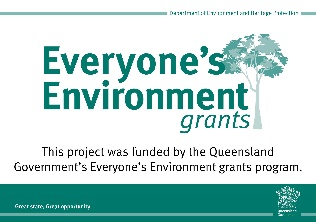 Department of Environment and Heritage Protection
Everyone's
Environment
grants
This project was funded by the Queensland
Government's Everyone's Environment grants program.
Great state. Great opportunity.
Queensland